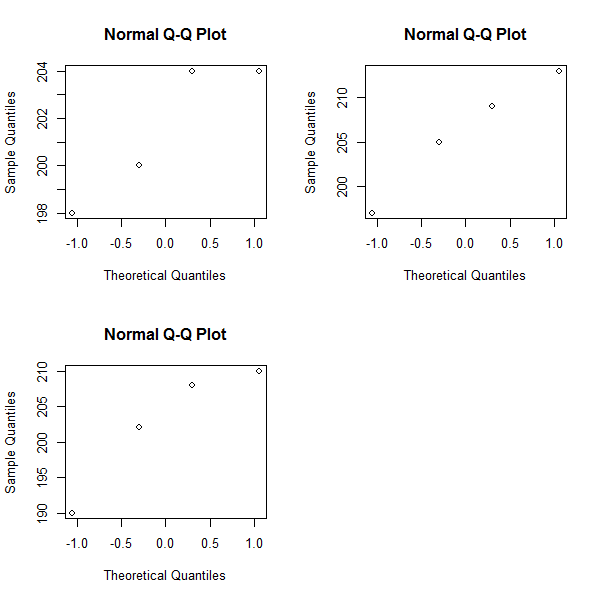 Normal Q-Q Plot
Sample Quantiles
204
202
200
198
-1.0 -0.5 0.0 0.5 1.0
Theoretical Quantiles
Normal Q-Q Plot
Sample Quantiles
210
205
200
-1.0 -0.5 0.0 0.5 1.0
Theoretical Quantiles
Normal Q-Q Plot
Sample Quantiles
210
205
200
195
190
-1.0 -0.5 0.0 0.5 1.0
Theoretical Quantiles